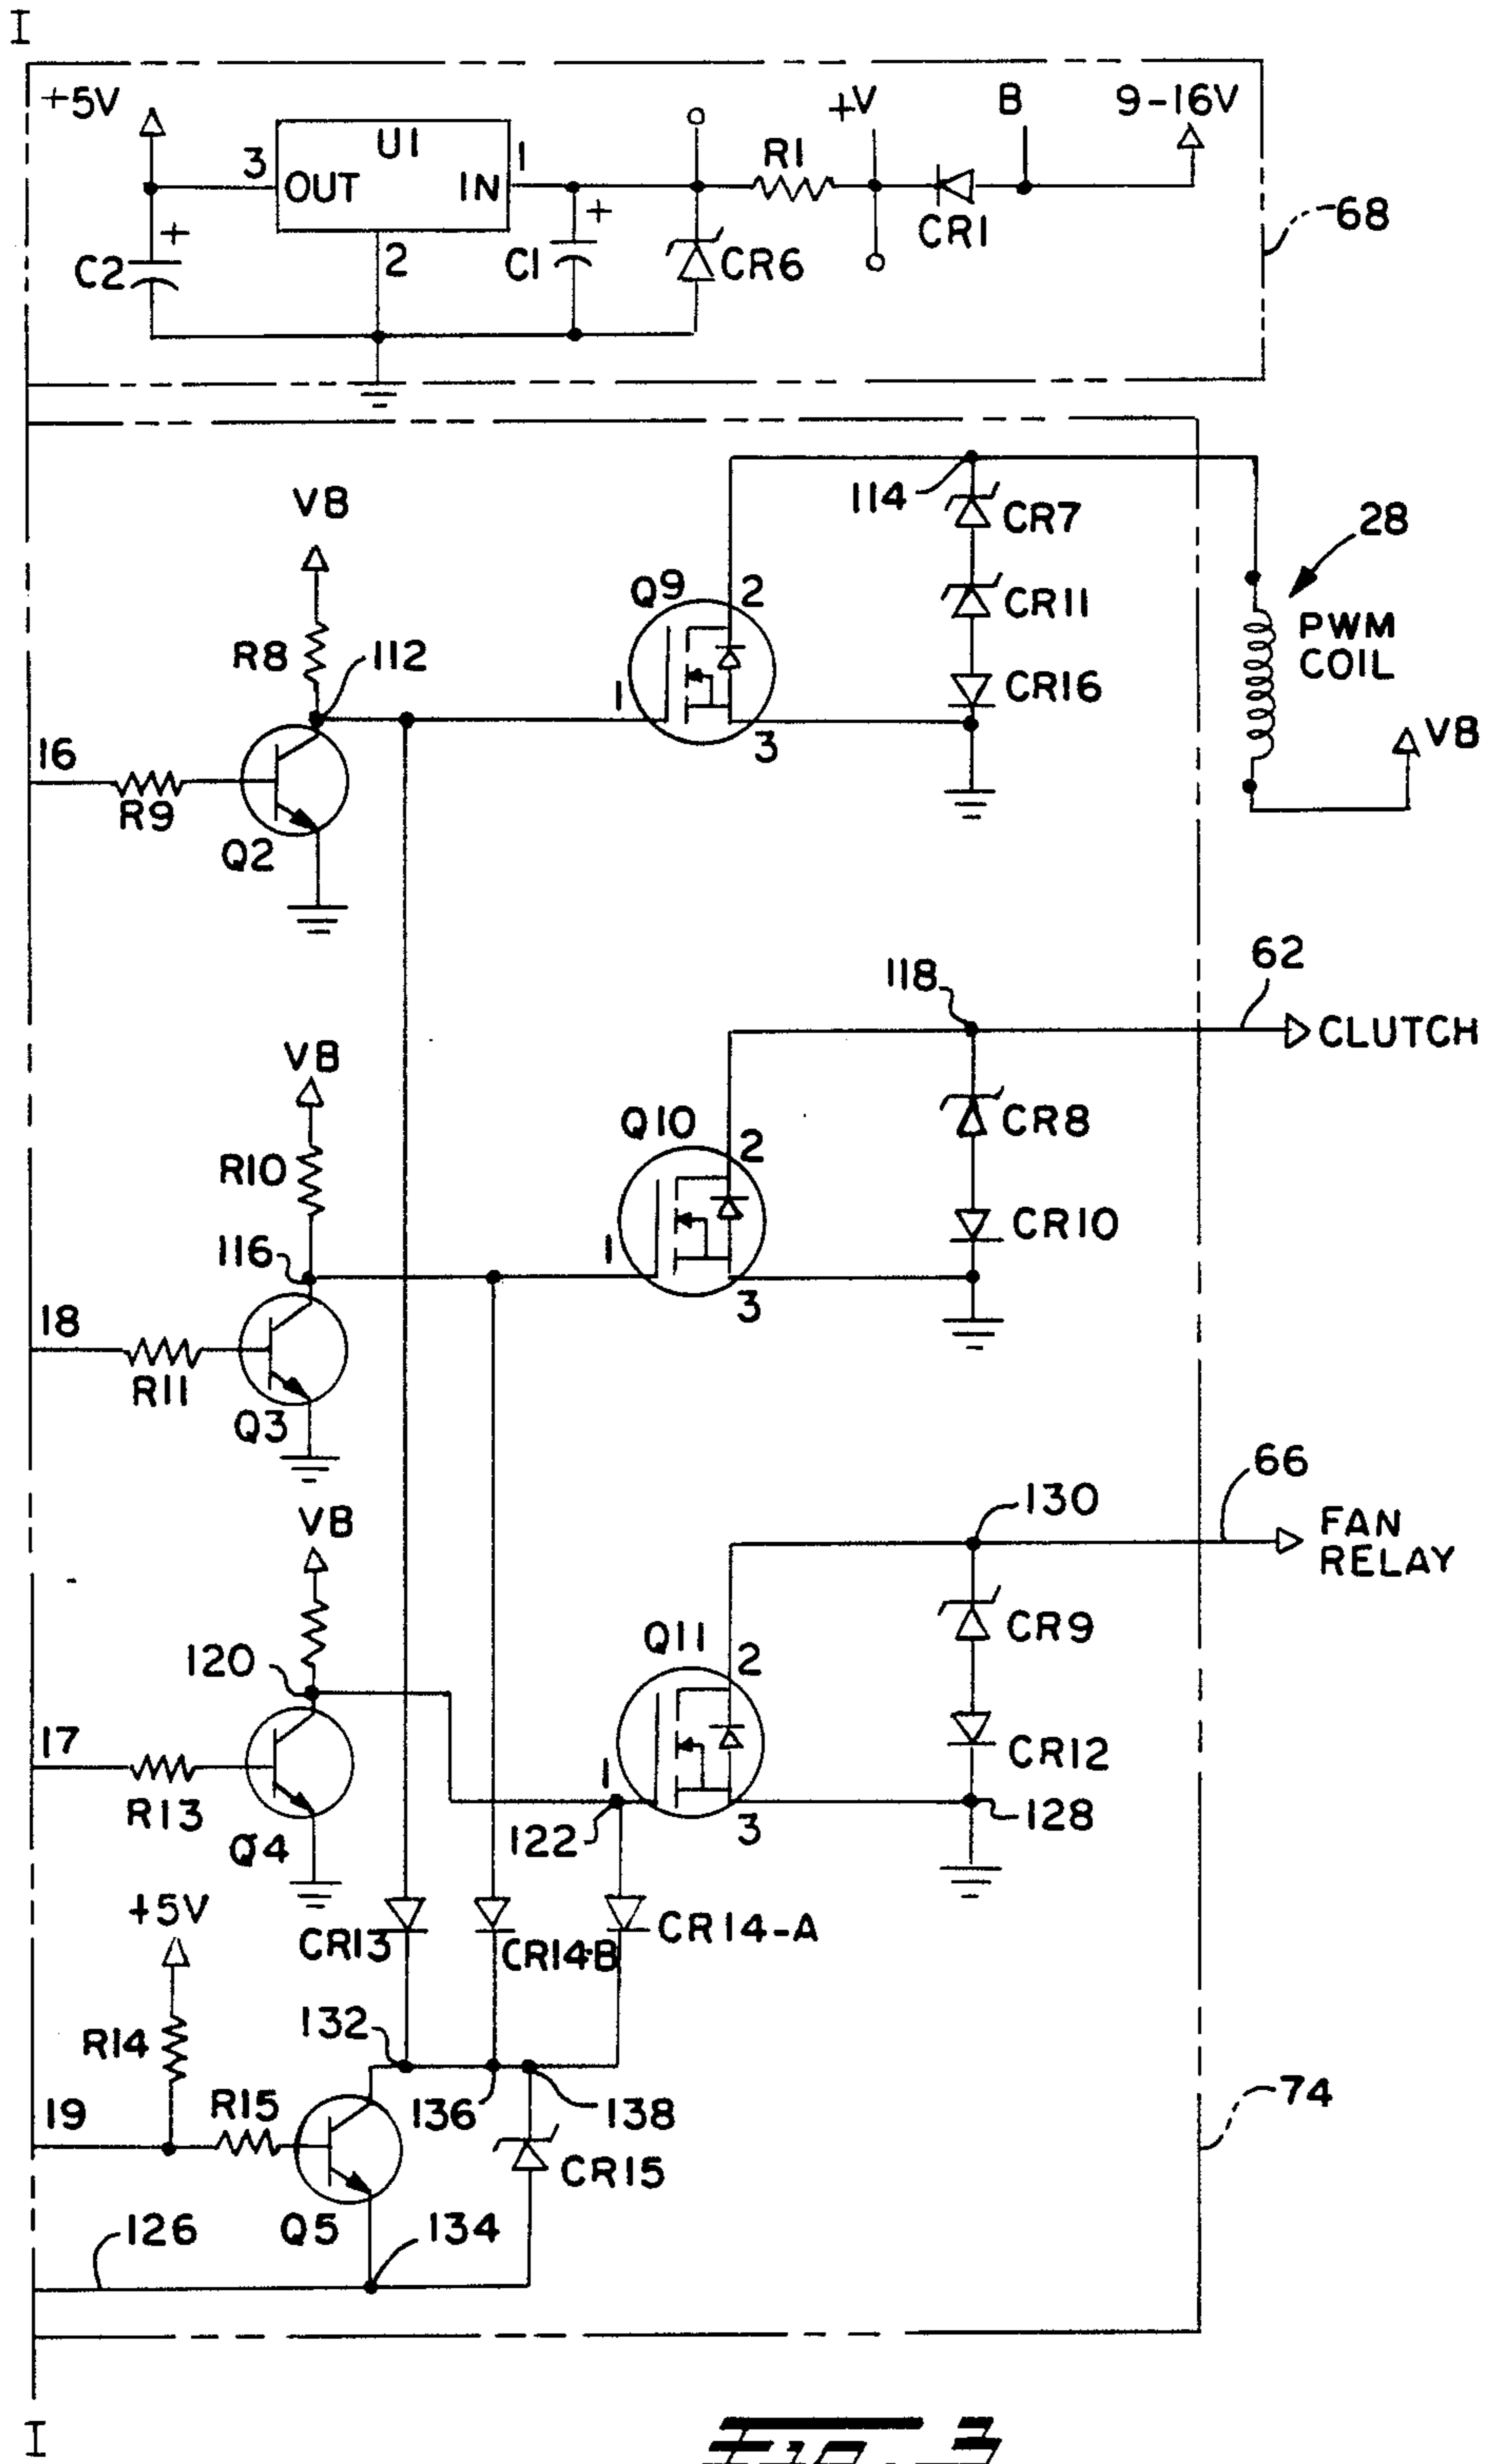 I
+5V
+V
B
9-16V
U1
R1
3
OUT
IN
1
CR1
68
C2
+
2
C1
+
CR6
VB
114
CR7
28
Q9
2
CR11
PWM
COIL
R8
112
1
CR16
VB
16
3
R9
Q2
118
62
CLUTCH
VB
Q10
2
CR8
R10
116
1
CR10
3
18
R11
Q3
VB
130
66
FAN
RELAY
Q11
2
CR9
120
17
1
CR12
R13
122
3
128
Q4
+5V
CR13
CR14-B
CR14-A
132
R14
19
R15
136
138
74
CR15
126
Q5
134
I
Fig. 3